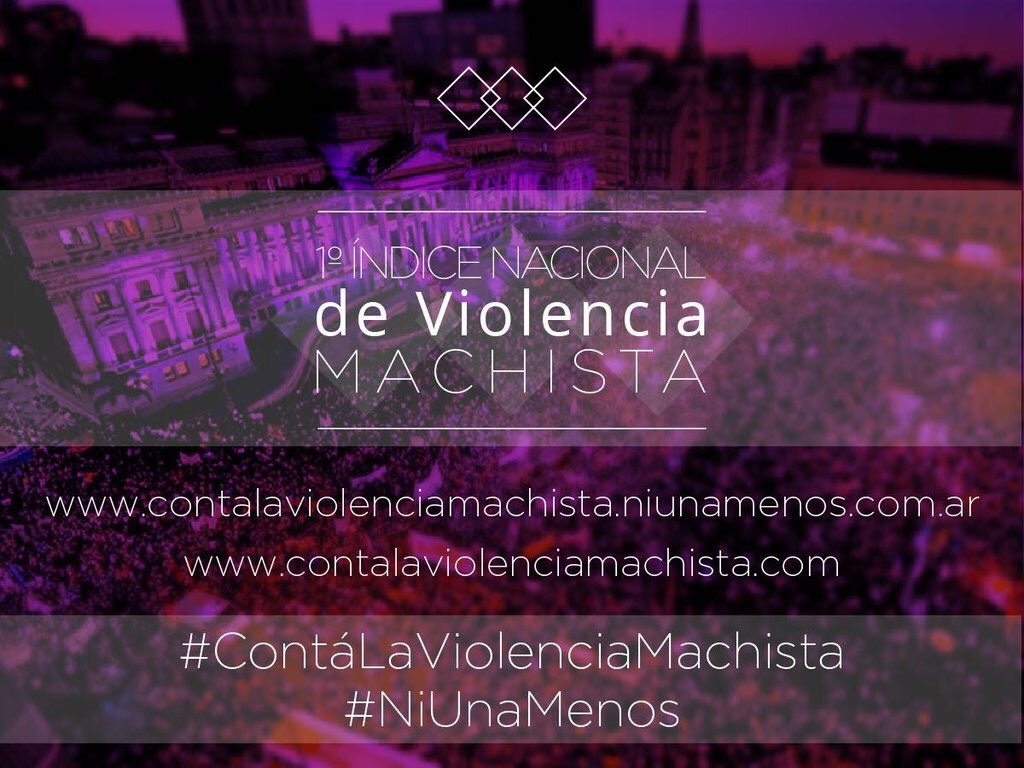 1º ÍNDICE NACIONAL
de Violencia
MACHISTA
www.contalaviolenciamachista.niunamenos.com.ar
www.contalaviolenciamachista.com
#ContáLaViolenciaMachista
#NiUnaMenos